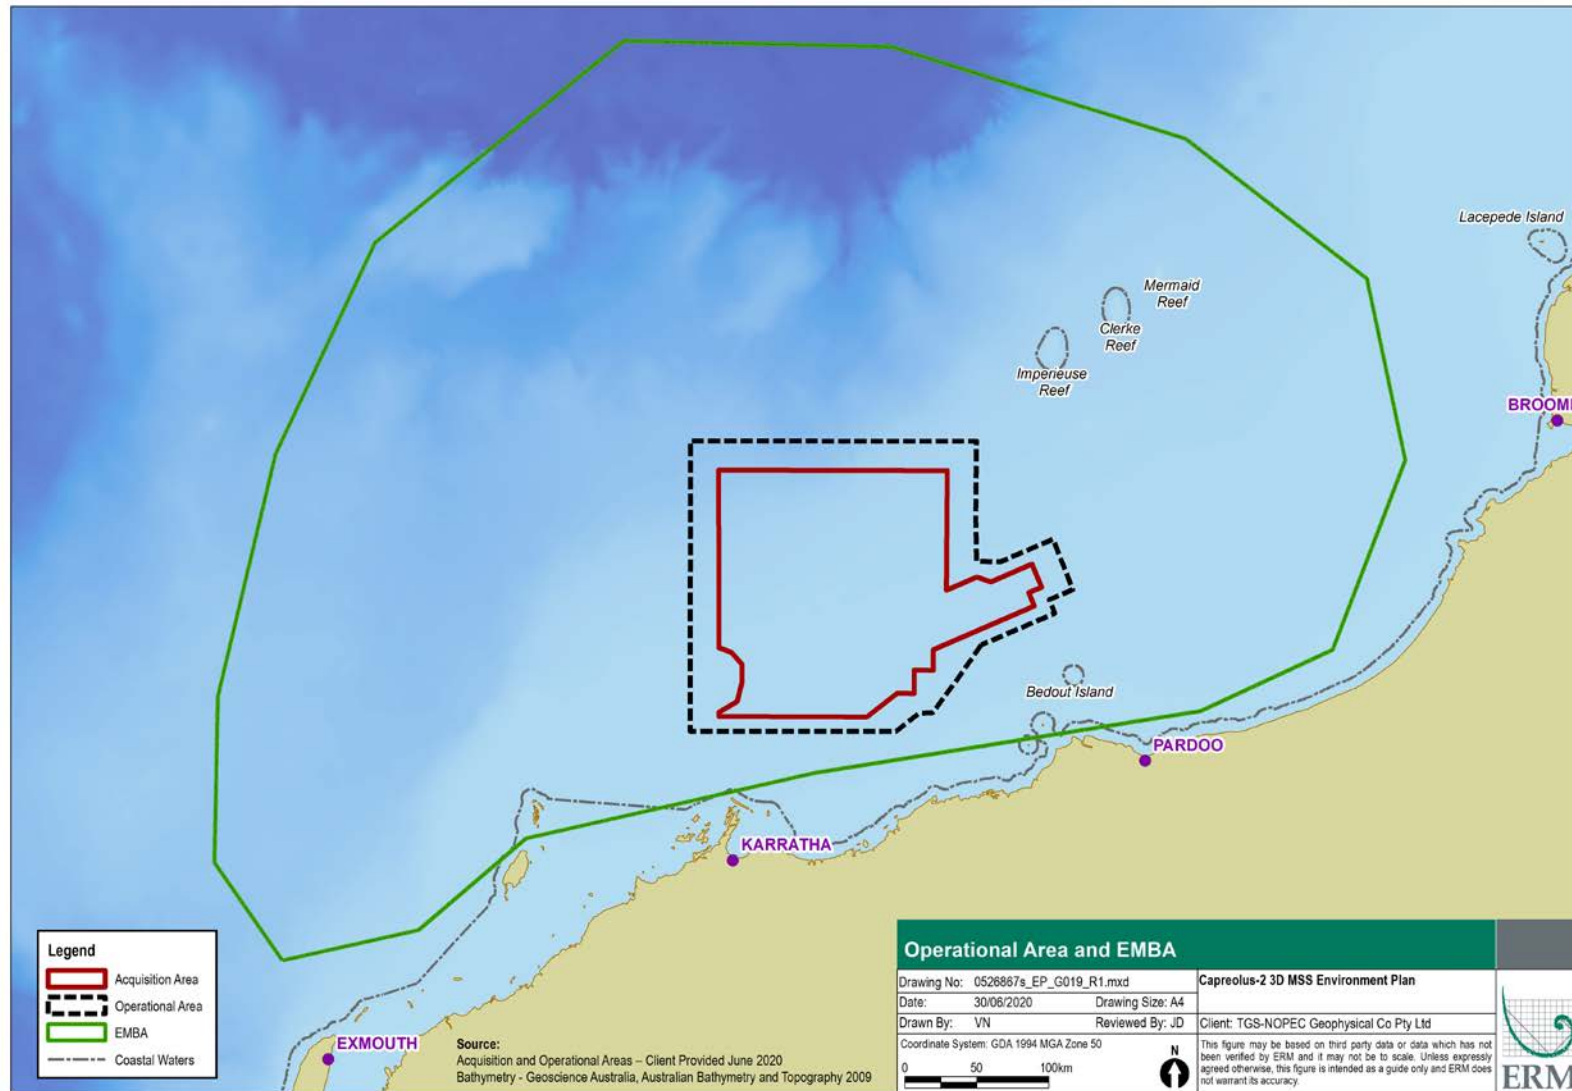 Lacepede Island
Mermaid
Reef
Clerke
Reef
Imperieuse
Reef
BROOME
Bedout Island
PARDOO
KARRATHA
EXMOUTH
Legend
Acquisition Area
Operational Area
EMBA
Coastal Waters
Source:
Acquisition and Operational Areas – Client Provided June 2020
Bathymetry - Geoscience Australia, Australian Bathymetry and Topography 2009
Operational Area and EMBA
Drawing No: 0526867s_EP_G019_R1.mxd
Capreolus-2 3D MSS Environment Plan
Date: 30/06/2020 Drawing Size: A4
Drawn By: VN Reviewed By: JD
Client: TGS-NOPEC Geophysical Co Pty Ltd
Coordinate System: GDA 1994 MGA Zone 50
0 50 100km
N
This figure may be based on third party data or data which has not
been verified by ERM and it may not be to scale. Unless expressly
agreed otherwise, this figure is intended as a guide only and ERM does
not warrant its accuracy.
ERM